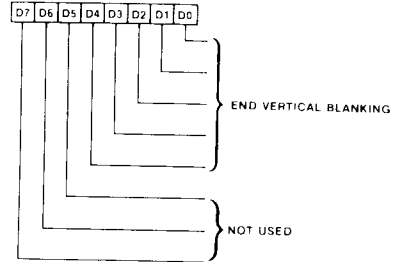 D7 D6 D5 D4 D3 D2 D1 D0
END VERTICAL BLANKING
NOT USED